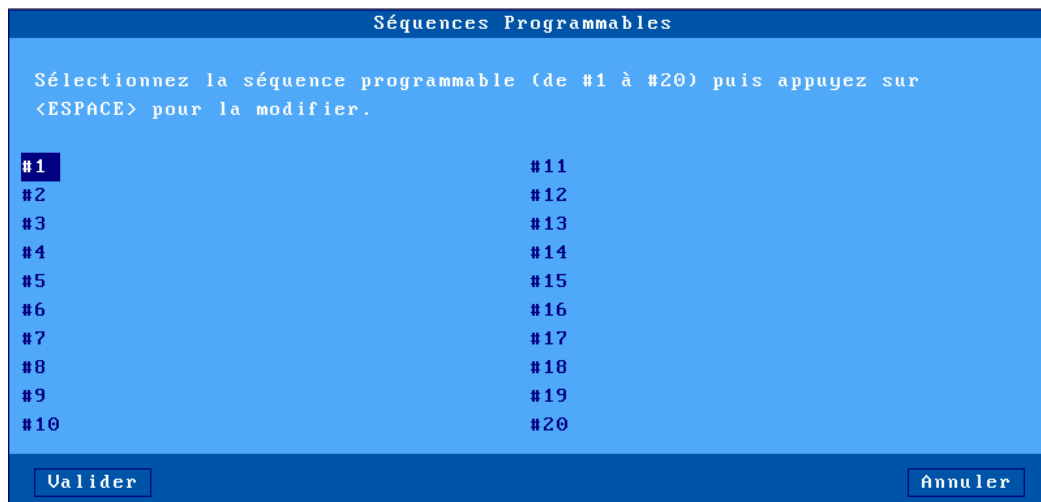 Séquences Programmables
Sélectionnez la séquence programmable (de #1 à #20) puis appuyez sur
<ESPACE> pour la modifier.
#1 #11
#2 #12
#3 #13
#4 #14
#5 #15
#6 #16
#7 #17
#8 #18
#9 #19
#10 #20
Valider Annuler